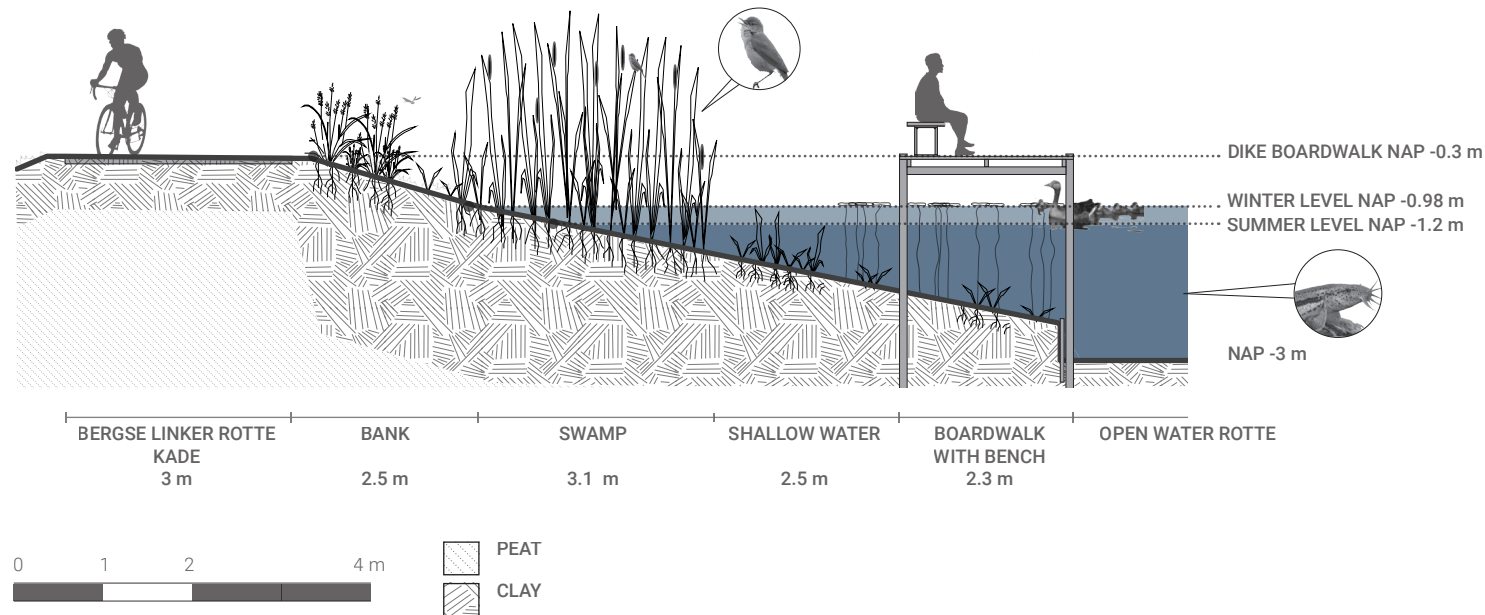 DIKE BOARDWALK NAP -0.3 m
WINTER LEVEL NAP -0.98 m
SUMMER LEVEL NAP -1.2 m
NAP -3 m
BERGSE LINKER ROTTE
KADE
3 m
BANK
2.5 m
SWAMP
3.1 m
SHALLOW WATER
2.5 m
BOARDWALK
WITH BENCH
2.3 m
OPEN WATER ROTTE
0 1 2 4 m
PEAT
CLAY